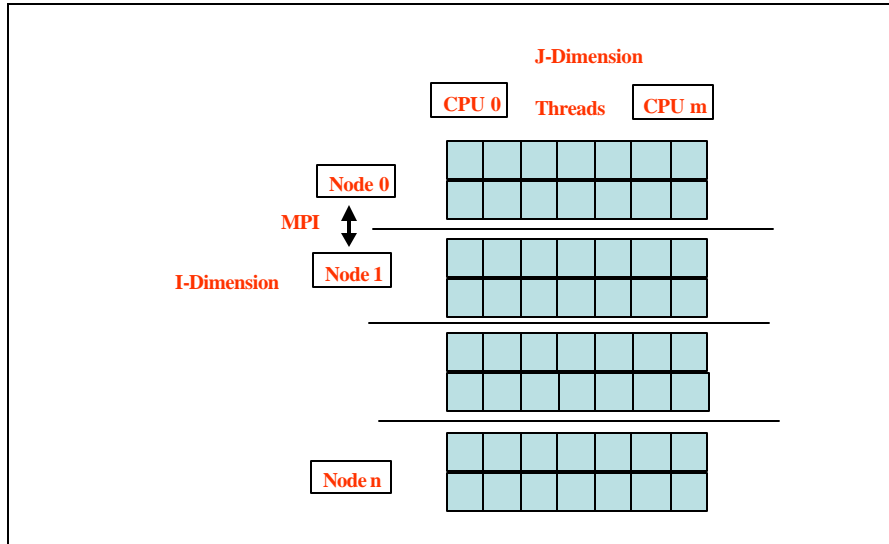 J-Dimension
CPU 0 Threads CPU m
Node 0
MPI
Node 1
I-Dimension
Node n